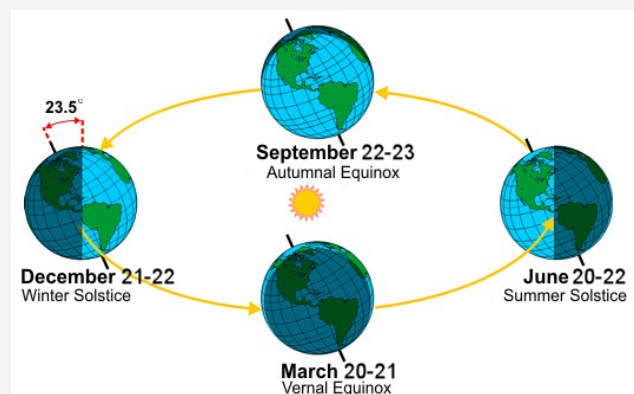 23.5°
September 22-23
Autumnal Equinox
December 21-22
Winter Solstice
June 20-22
Summer Solstice
March 20-21
Vernal Equinox